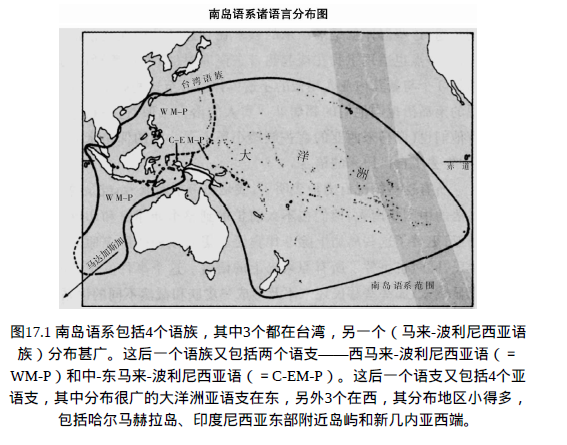 南岛语系诸语言分布图
台湾语族
W M–P
C–E M–P
大洋洲
赤道
W M–P
马达加斯加
南岛语系范围
图17.1 南岛语系包括4个语族，其中3个都在台湾，另一个（马来-波利尼西亚语
族）分布甚广。这后一个语族又包括两个语支——西马来-波利尼西亚语（＝
WM-P）和中-东马来-波利尼西亚语（＝C-EM-P）。这后一个语支又包括4个亚
语支，其中分布很广的大洋洲亚语支在东，另外3个在西，其分布地区小得多，
包括哈尔马赫拉岛、印度尼西亚东部附近岛屿和新几内亚西端。